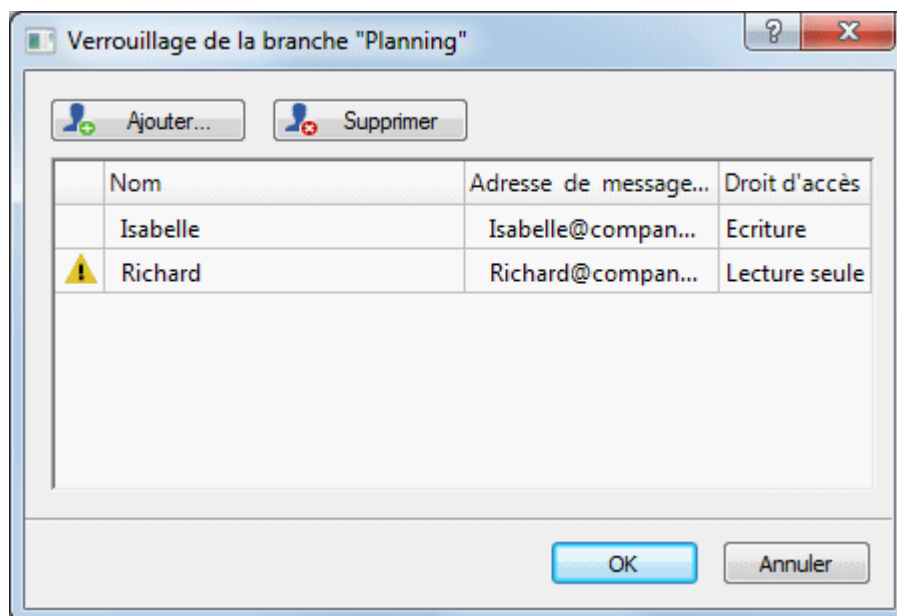 Verrouillage de la branche "Planning"
Ajouter... Supprimer
Nom Adresse de message... Droit d'accès
Isabelle Isabelle@compan... Ecriture
Richard Richard@compan... Lecture seule
OK Annuler